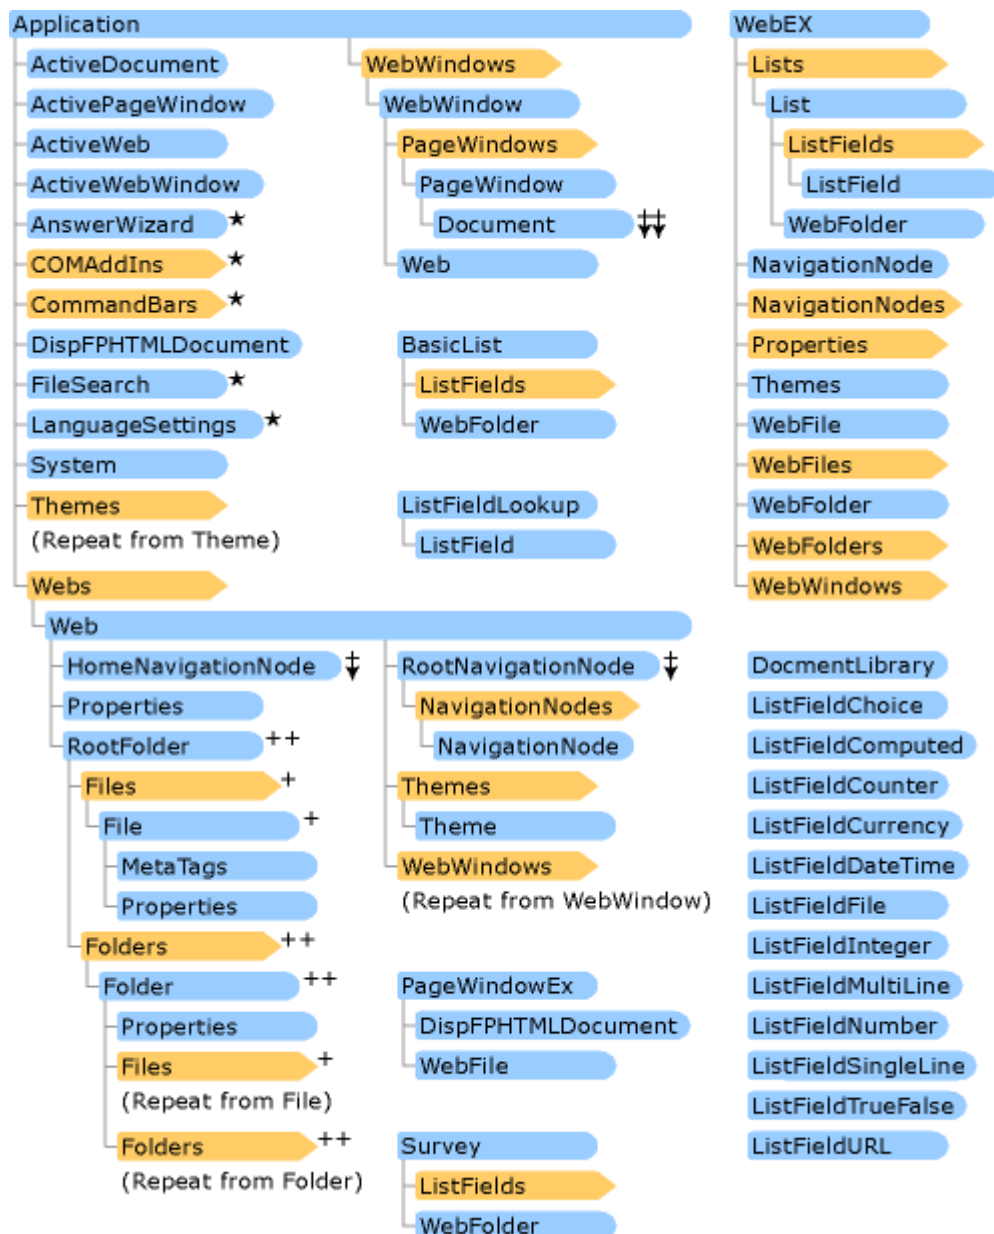 Application
ActiveDocument
ActivePageWindow
ActiveWeb
ActiveWebWindow
AnswerWizard ★
COMAddIns ★
CommandBars ★
DispFPHTMLDocument
FileSearch ★
LanguageSettings ★
System
Themes
(Repeat from Theme)
Webs
WebWindows
WebWindow
PageWindows
PageWindow
Document ‡‡
Web
BasicList
ListFields
WebFolder
ListFieldLookup
ListField
Web
HomeNavigationNode ‡
Properties
RootFolder ++
Files +
File +
MetaTags
Properties
Folders ++
Folder ++
Properties
Files +
(Repeat from File)
Folders ++
(Repeat from Folder)
RootNavigationNode ‡
NavigationNodes
NavigationNode
Themes
Theme
WebWindows
(Repeat from WebWindow)
PageWindowEx
DispFPHTMLDocument
WebFile
Survey
ListFields
WebFolder
WebEX
Lists
List
ListFields
ListField
WebFolder
NavigationNode
NavigationNodes
Properties
Themes
WebFile
WebFiles
WebFolder
WebFolders
WebWindows
DocmentLibrary
ListFieldChoice
ListFieldComputed
ListFieldCounter
ListFieldCurrency
ListFieldDateTime
ListFieldFile
ListFieldInteger
ListFieldMultiLine
ListFieldNumber
ListFieldSingleLine
ListFieldTrueFalse
ListFieldURL